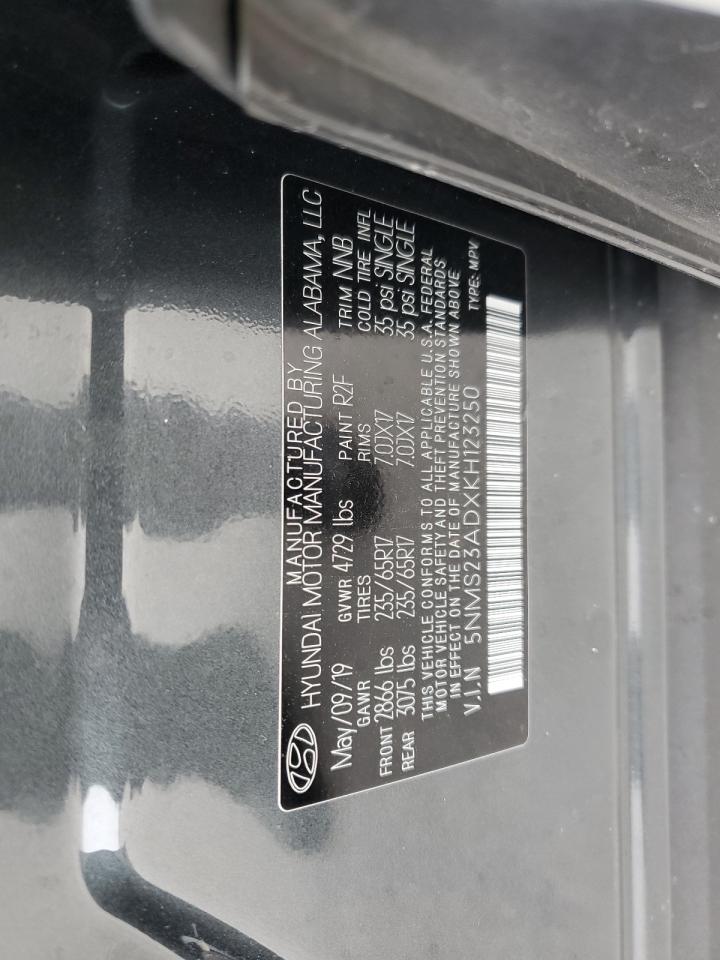 MANUFACTURED BY
HYUNDAI MOTOR MANUFACTURING ALABAMA, LLC
May/09/19 GVWR 4729 lbs PAINT R2F TRIM NNB
GAWR TIRES RIMS COLD TIRE INFL
FRONT 2866 lbs 235/65R17 7.0JX17 35 psi SINGLE
REAR 3075 lbs 235/65R17 7.0JX17 35 psi SINGLE
THIS VEHICLE CONFORMS TO ALL APPLICABLE U.S.A. FEDERAL
MOTOR VEHICLE SAFETY AND THEFT PREVENTION STANDARDS
IN EFFECT ON THE DATE OF MANUFACTURE SHOWN ABOVE
V.I.N 5NMS23ADXKH123250 TYPE: MPV